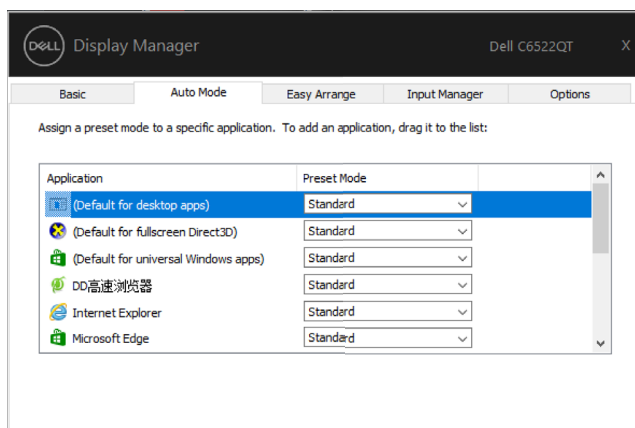 DELL Display Manager Dell C6522QT X
Basic Auto Mode Easy Arrange Input Manager Options
Assign a preset mode to a specific application. To add an application, drag it to the list:
Application Preset Mode
(Default for desktop apps) Standard
(Default for fullscreen Direct3D) Standard
(Default for universal Windows apps) Standard
DD高速浏览器 Standard
Internet Explorer Standard
Microsoft Edge Standard